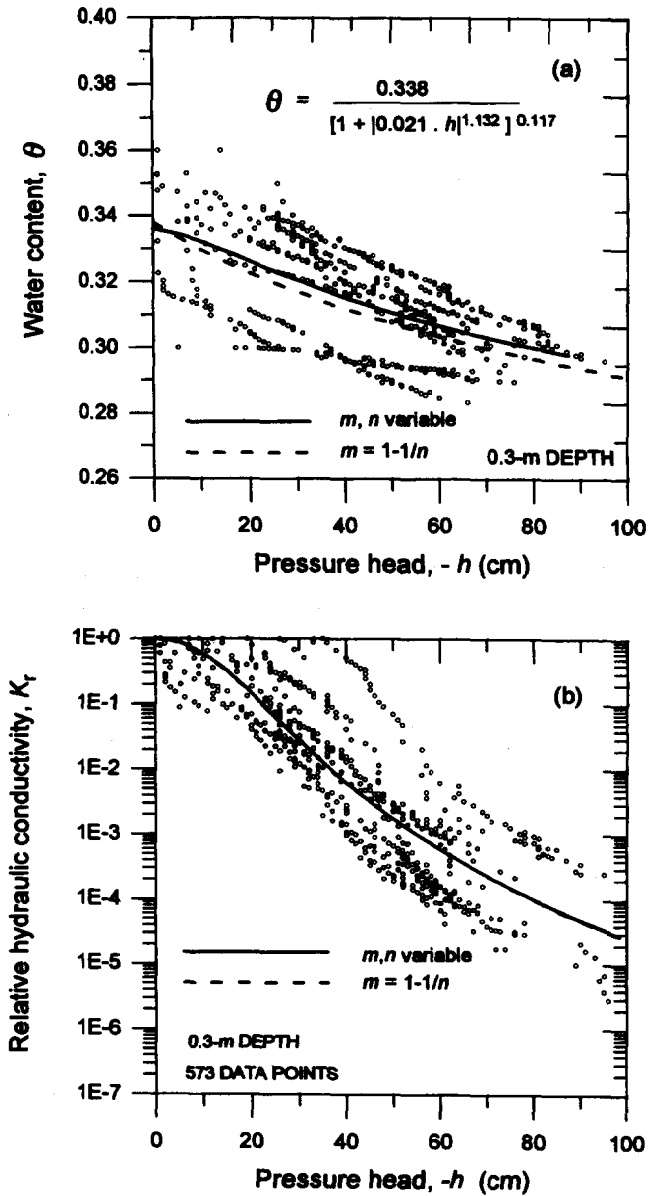 0.40
0.38
0.36
0.34
0.32
0.30
0.28
0.26
Water content, θ
(a)
θ = 0.338
[1 + |0.021 . h|^1.132 ]^0.117
m, n variable
m = 1-1/n
0.3-m DEPTH
0 20 40 60 80 100
Pressure head, - h (cm)
1E+0
1E-1
1E-2
1E-3
1E-4
1E-5
1E-6
1E-7
Relative hydraulic conductivity, Kr
(b)
m,n variable
m = 1-1/n
0.3-m DEPTH
573 DATA POINTS
0 20 40 60 80 100
Pressure head, -h (cm)